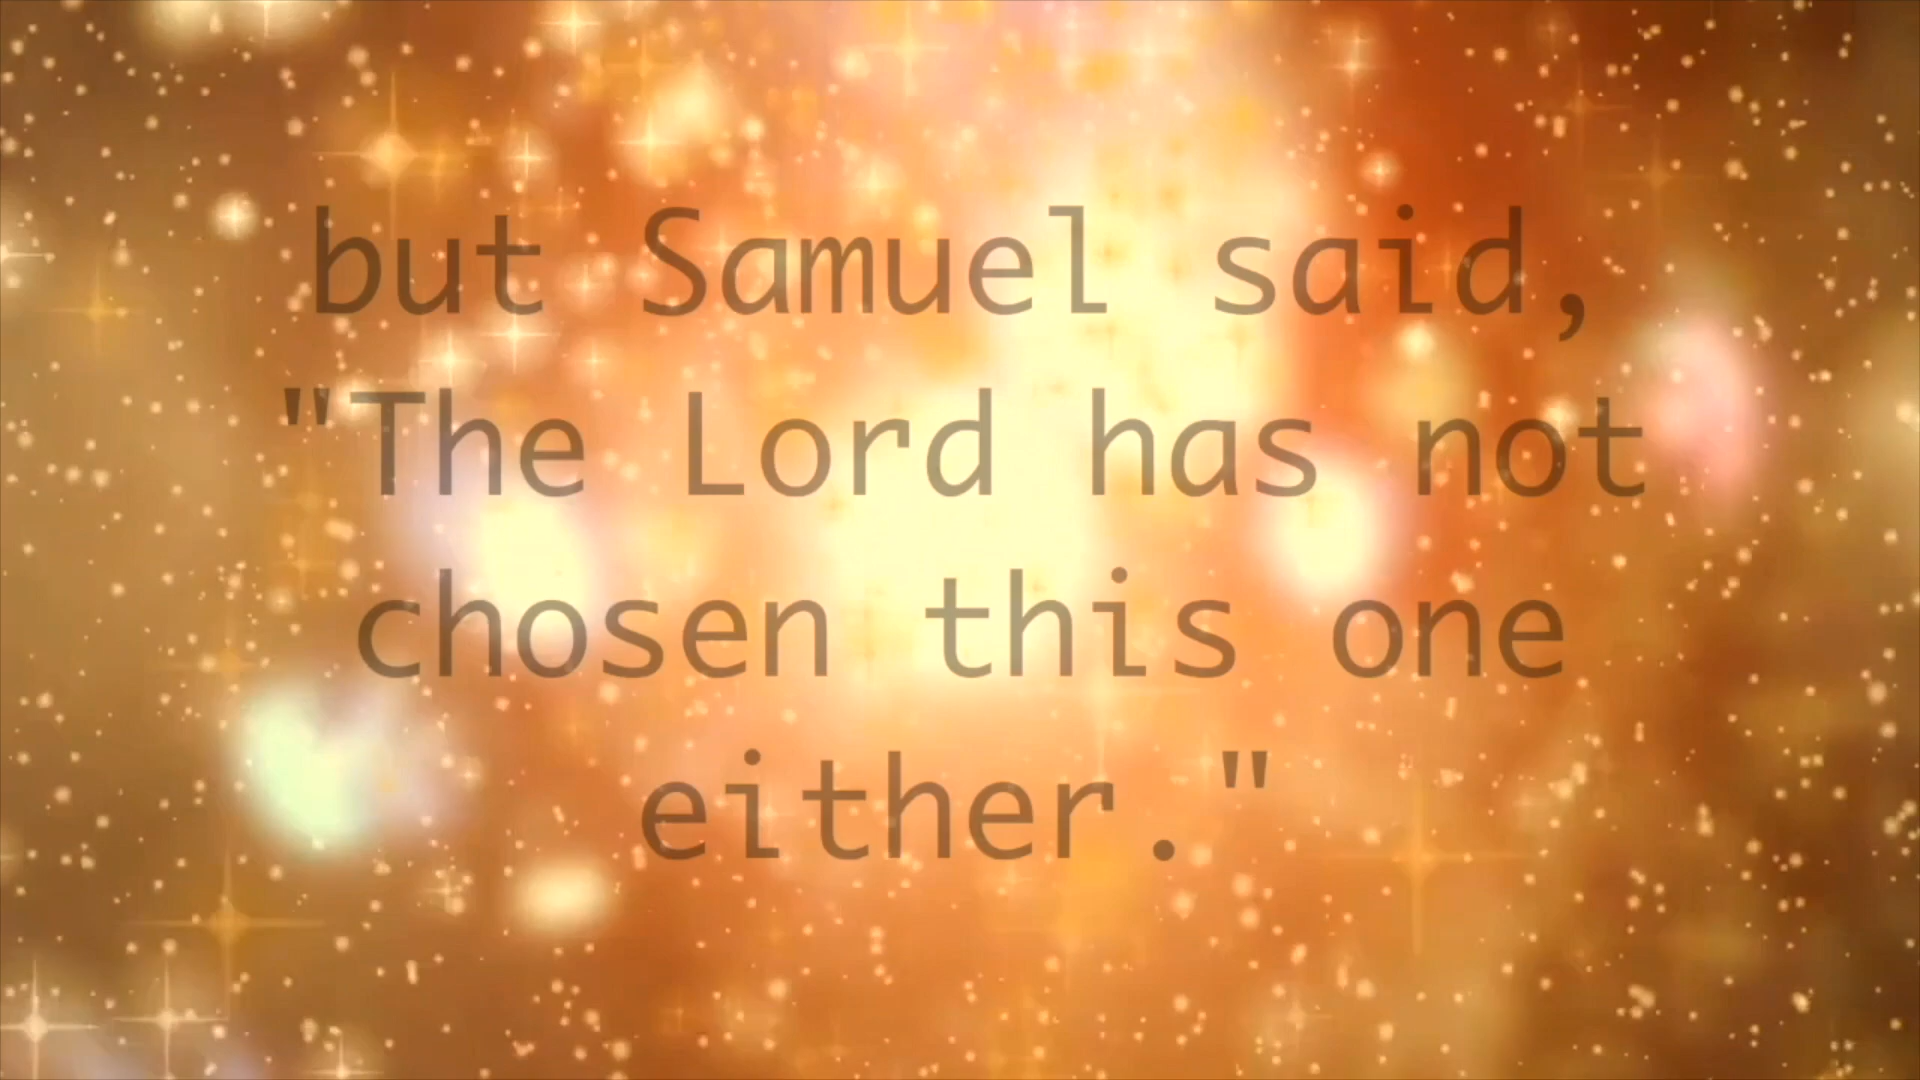 but Samuel said,
"The Lord has not
chosen this one
either."